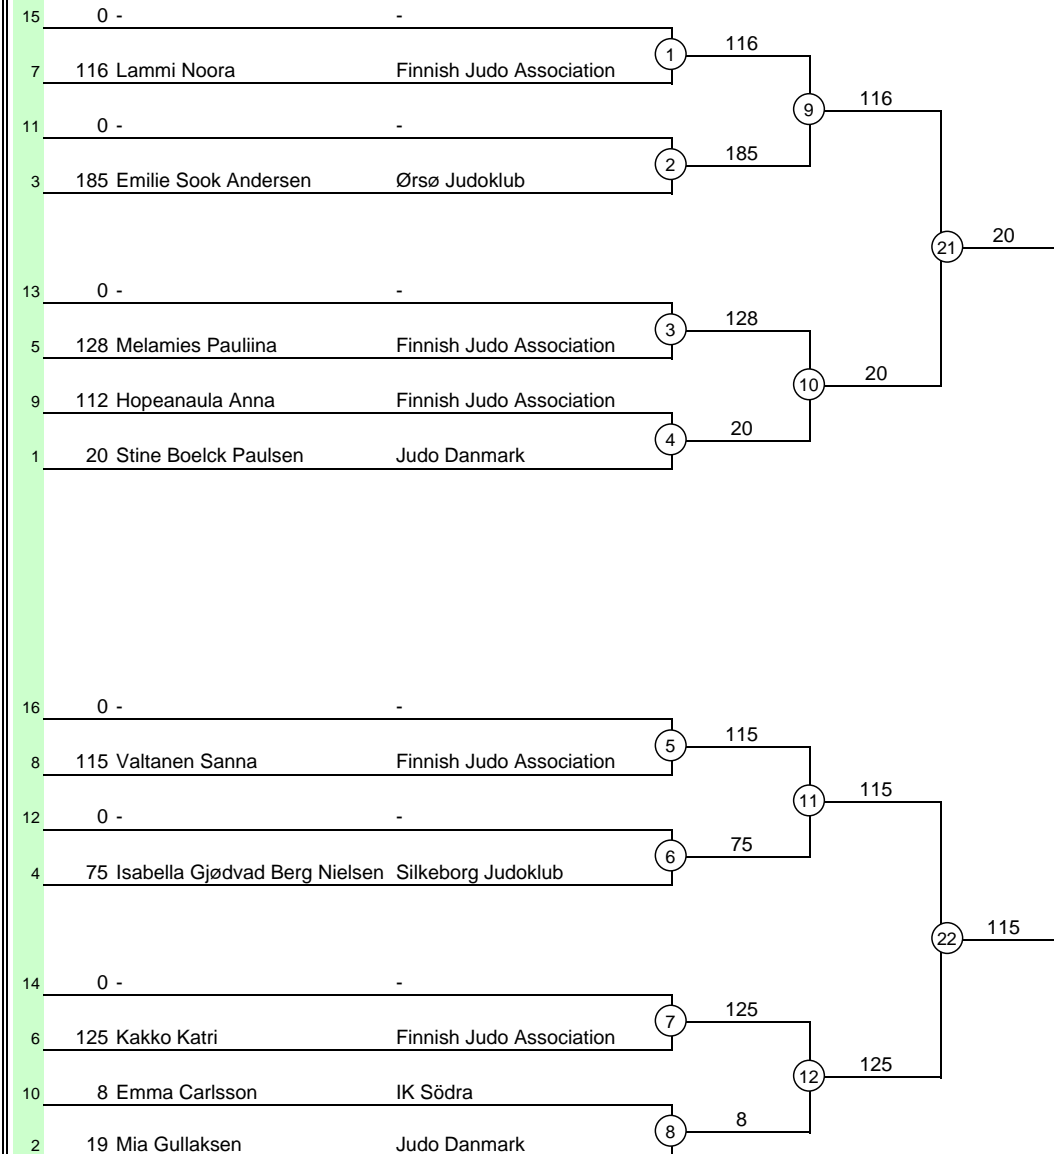 15 0 - -
1 116
7 116 Lammi Noora Finnish Judo Association
9 116
11 0 - -
2 185
3 185 Emilie Sook Andersen Ørsø Judoklub
21 20
13 0 - -
3 128
5 128 Melamies Pauliina Finnish Judo Association
10 20
9 112 Hopeanaula Anna Finnish Judo Association
4 20
1 20 Stine Boelck Paulsen Judo Danmark
16 0 - -
5 115
8 115 Valtanen Sanna Finnish Judo Association
11 115
12 0 - -
6 75
4 75 Isabella Gjødvad Berg Nielsen Silkeborg Judoklub
22 115
14 0 - -
7 125
6 125 Kakko Katri Finnish Judo Association
12 125
10 8 Emma Carlsson IK Södra
8 8
2 19 Mia Gullaksen Judo Danmark